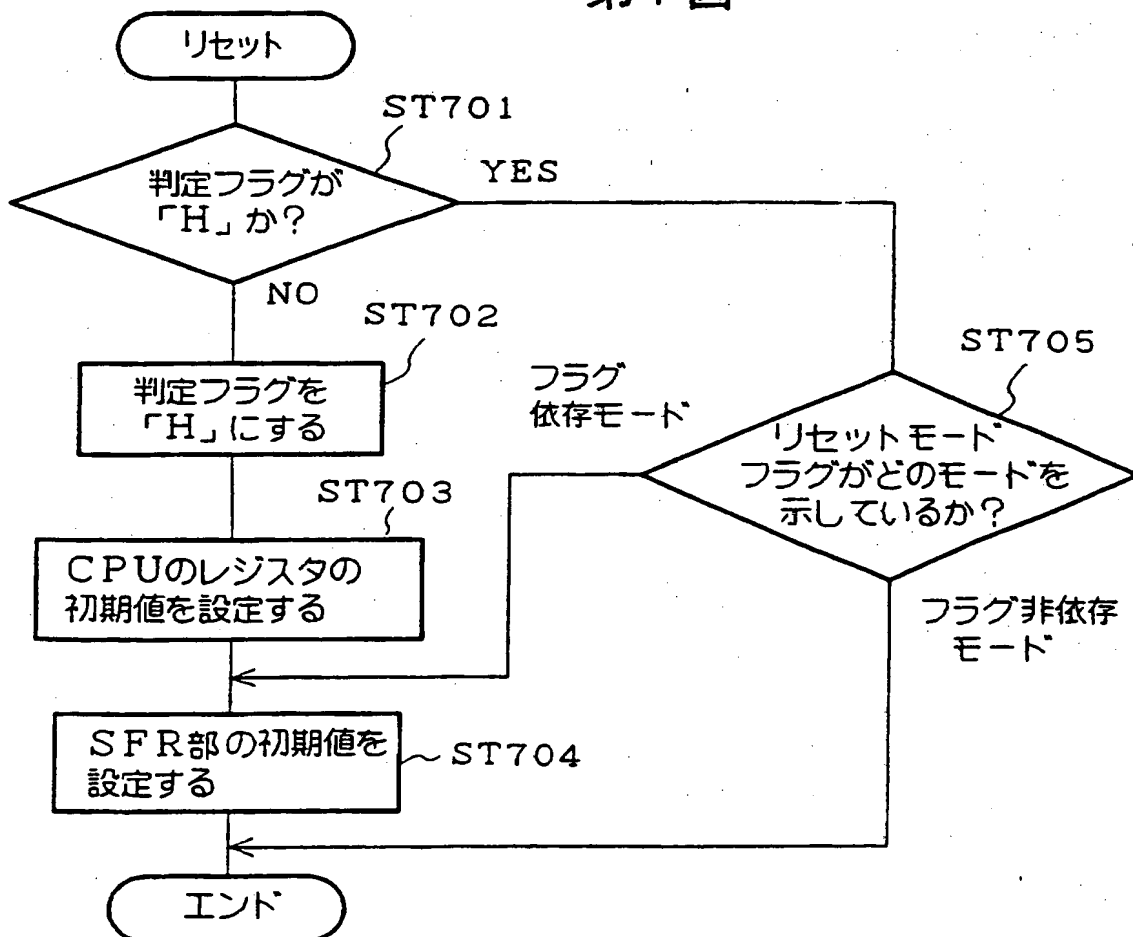 リセット
ST701
判定フラグが
「H」か?
YES
NO
ST702
判定フラグを
「H」にする
ST703
CPUのレジスタの
初期値を設定する
フラグ
依存モード
ST705
リセットモード
フラグがどのモードを
示しているか?
フラグ非依存
モード
SFR部の初期値を
設定する
ST704
エンド